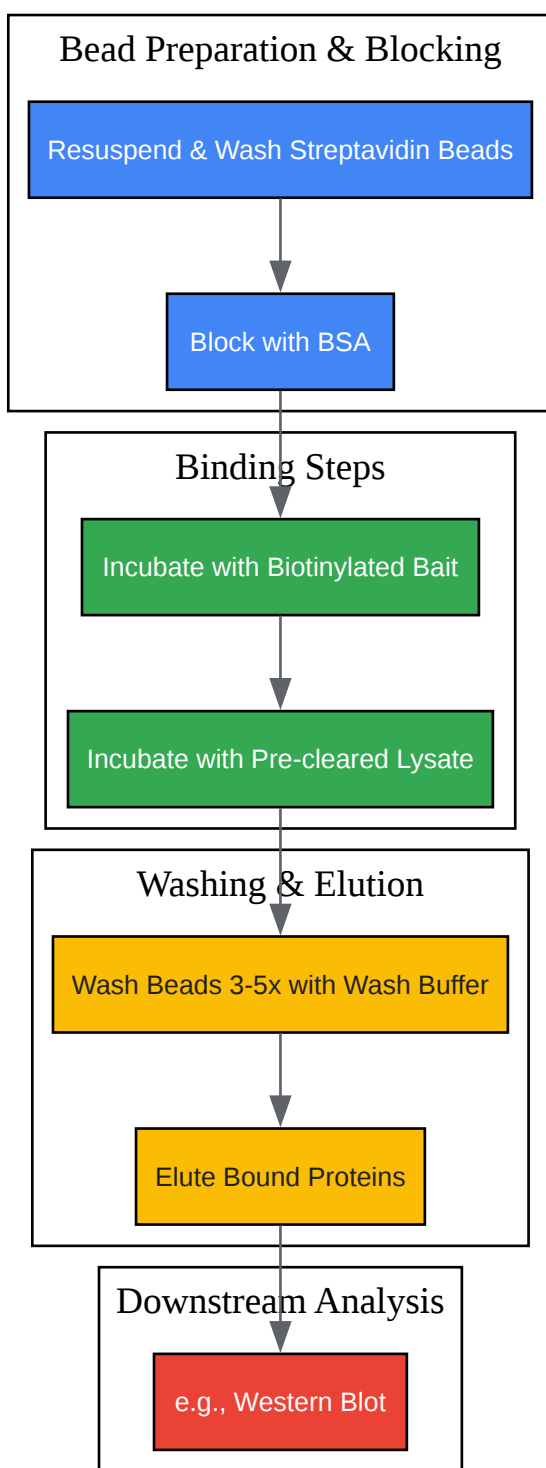 Bead Preparation & Blocking
Resuspend & Wash Streptavidin Beads
Block with BSA
Binding Steps
Incubate with Biotinylated Bait
Incubate with Pre-cleared Lysate
Washing & Elution
Wash Beads 3-5x with Wash Buffer
Elute Bound Proteins
Downstream Analysis
e.g., Western Blot